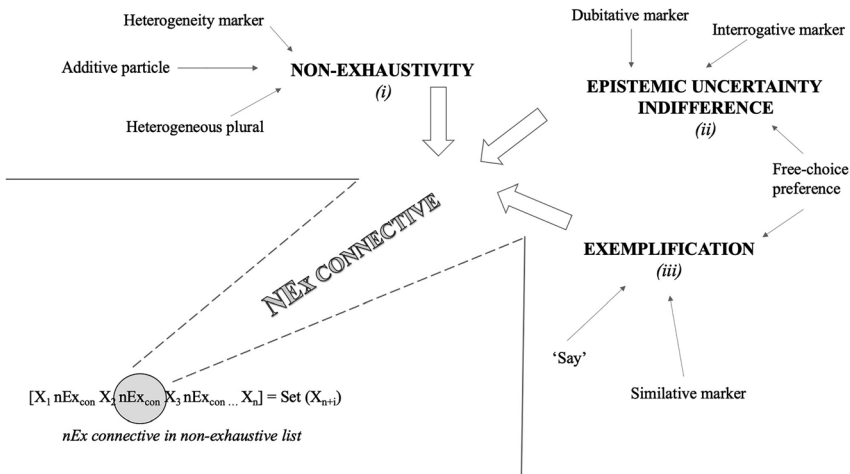 Heterogeneity marker
Additive particle
Heterogeneous plural
NON-EXHAUSTIVITY
(i)
Dubitative marker
Interrogative marker
EPISTEMIC UNCERTAINTY
INDIFFERENCE
(ii)
Free-choice
preference
EXEMPLIFICATION
(iii)
‘Say’
Similative marker
NEx CONNECTIVE
[X1 nExcon X2 nExcon X3 nExcon ... Xn] = Set (Xn+i)
nEx connective in non-exhaustive list